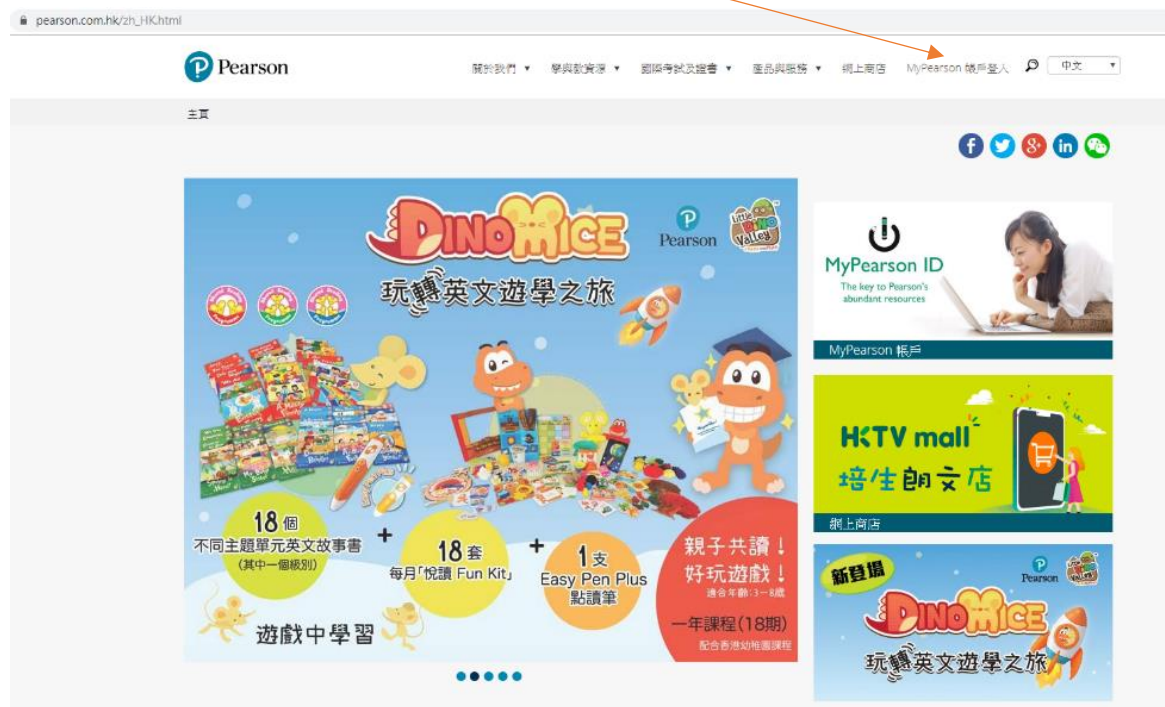 pearson.com.hk/zh_HK.html
Pearson
關於我們 學與教資源 國際考試及證書 產品與服務 網上商店 MyPearson 帳戶登入 中文
主頁
DINOMICE
Pearson
Little Dino Valley
玩轉英文遊學之旅
18個
不同主題單元英文故事書
(其中一個級別)
+
18套
每月「悅讀 Fun Kit」
+
1支
Easy Pen Plus
點讀筆
親子共讀！
好玩遊戲！
適合年齡:3－8歲
一年課程(18期)
配合香港幼稚園課程
遊戲中學習
MyPearson ID
The key to Pearson's
abundant resources
MyPearson 帳戶
HKTV mall
培生朗文店
網上商店
新登場
Pearson
DINOMICE
玩轉英文遊學之旅